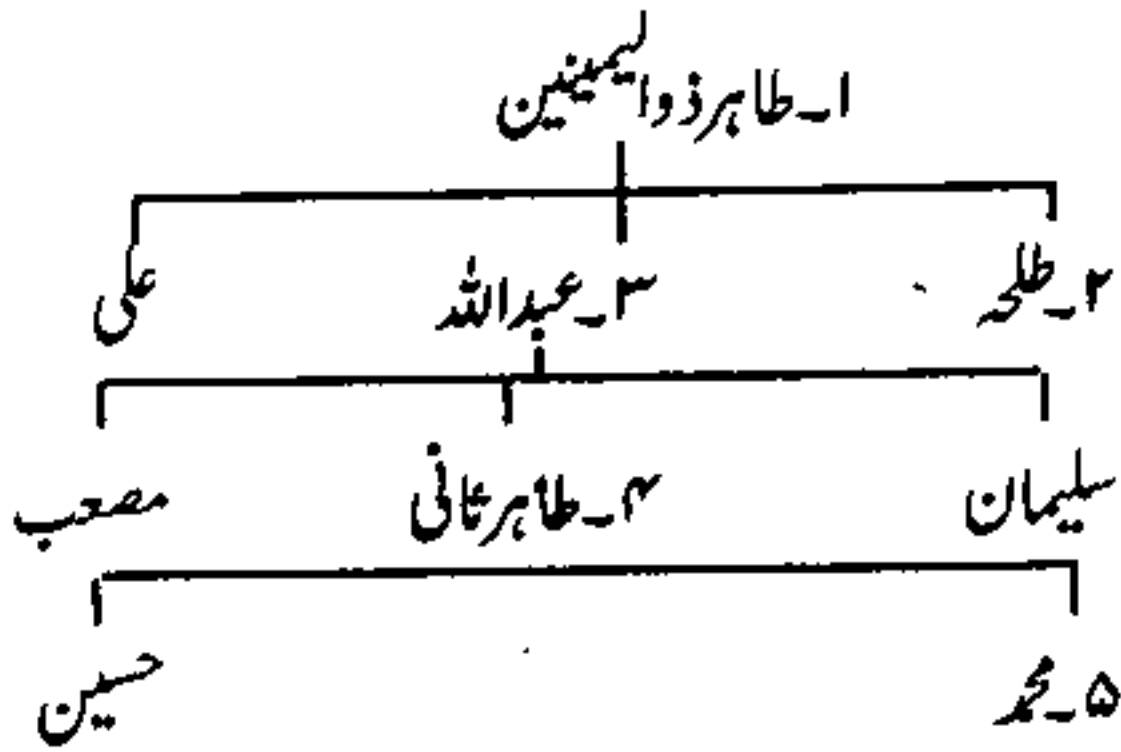 ۱۔ طاہر ذوالیمینین
۲۔ طلحہ ۳۔ عبداللہ علی
سلیمان ۴۔ طاہر ثانی مصعب
۵۔ محمد حسین